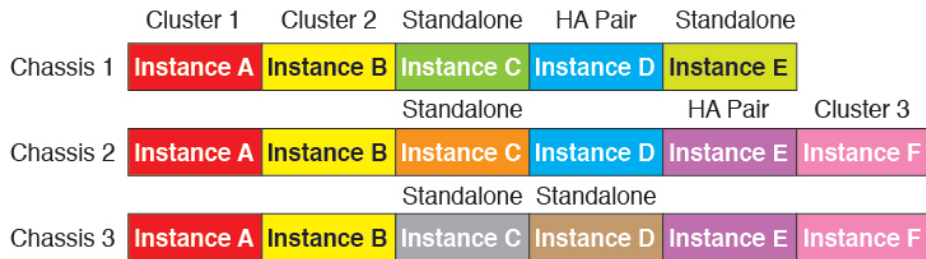 Cluster 1 Cluster 2 Standalone HA Pair Standalone
Chassis 1 Instance A Instance B Instance C Instance D Instance E
Standalone HA Pair Cluster 3
Chassis 2 Instance A Instance B Instance C Instance D Instance E Instance F
Standalone Standalone
Chassis 3 Instance A Instance B Instance C Instance D Instance E Instance F